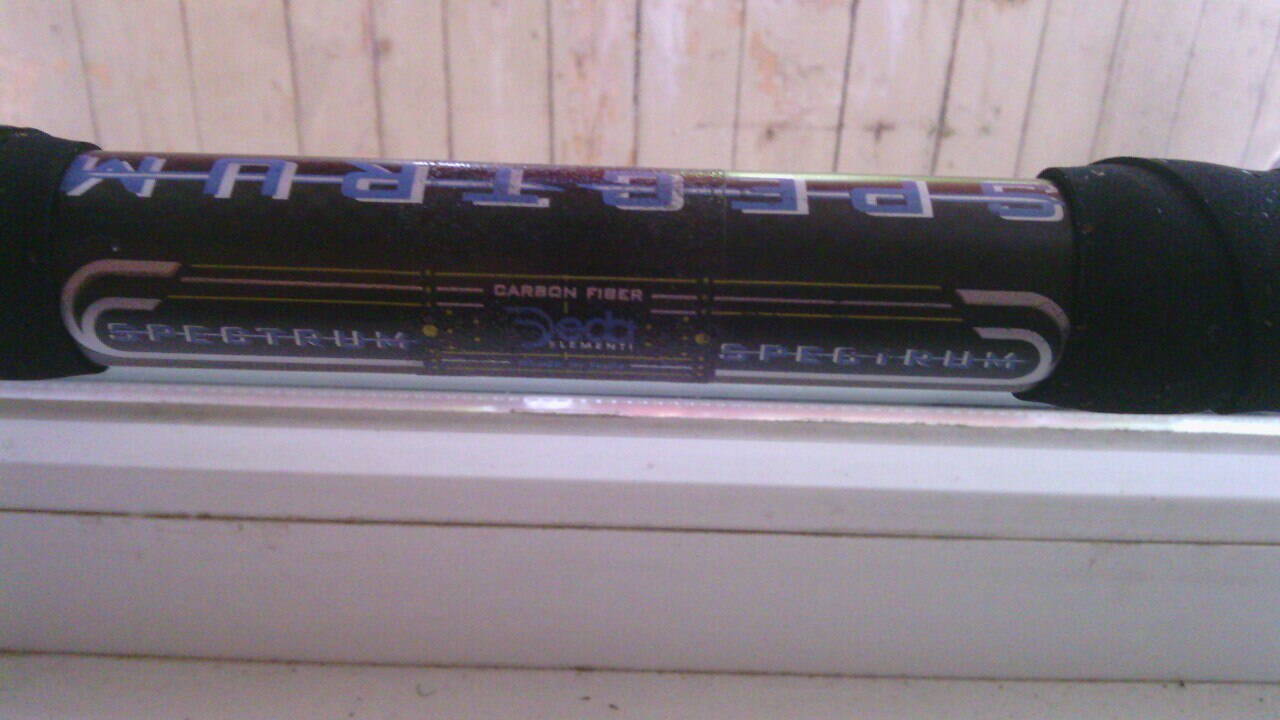 SPECTRUM
CARBON FIBER
Deda
ELEMENTI
SPECTRUM
SPECTRUM